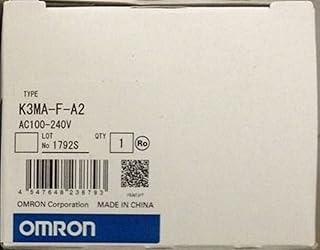 TYPE
K3MA-F-A2
AC100-240V
LOT No 1792S QTY 1 Ro
4 547648 236793
OMRON Corporation MADE IN CHINA
OMRON